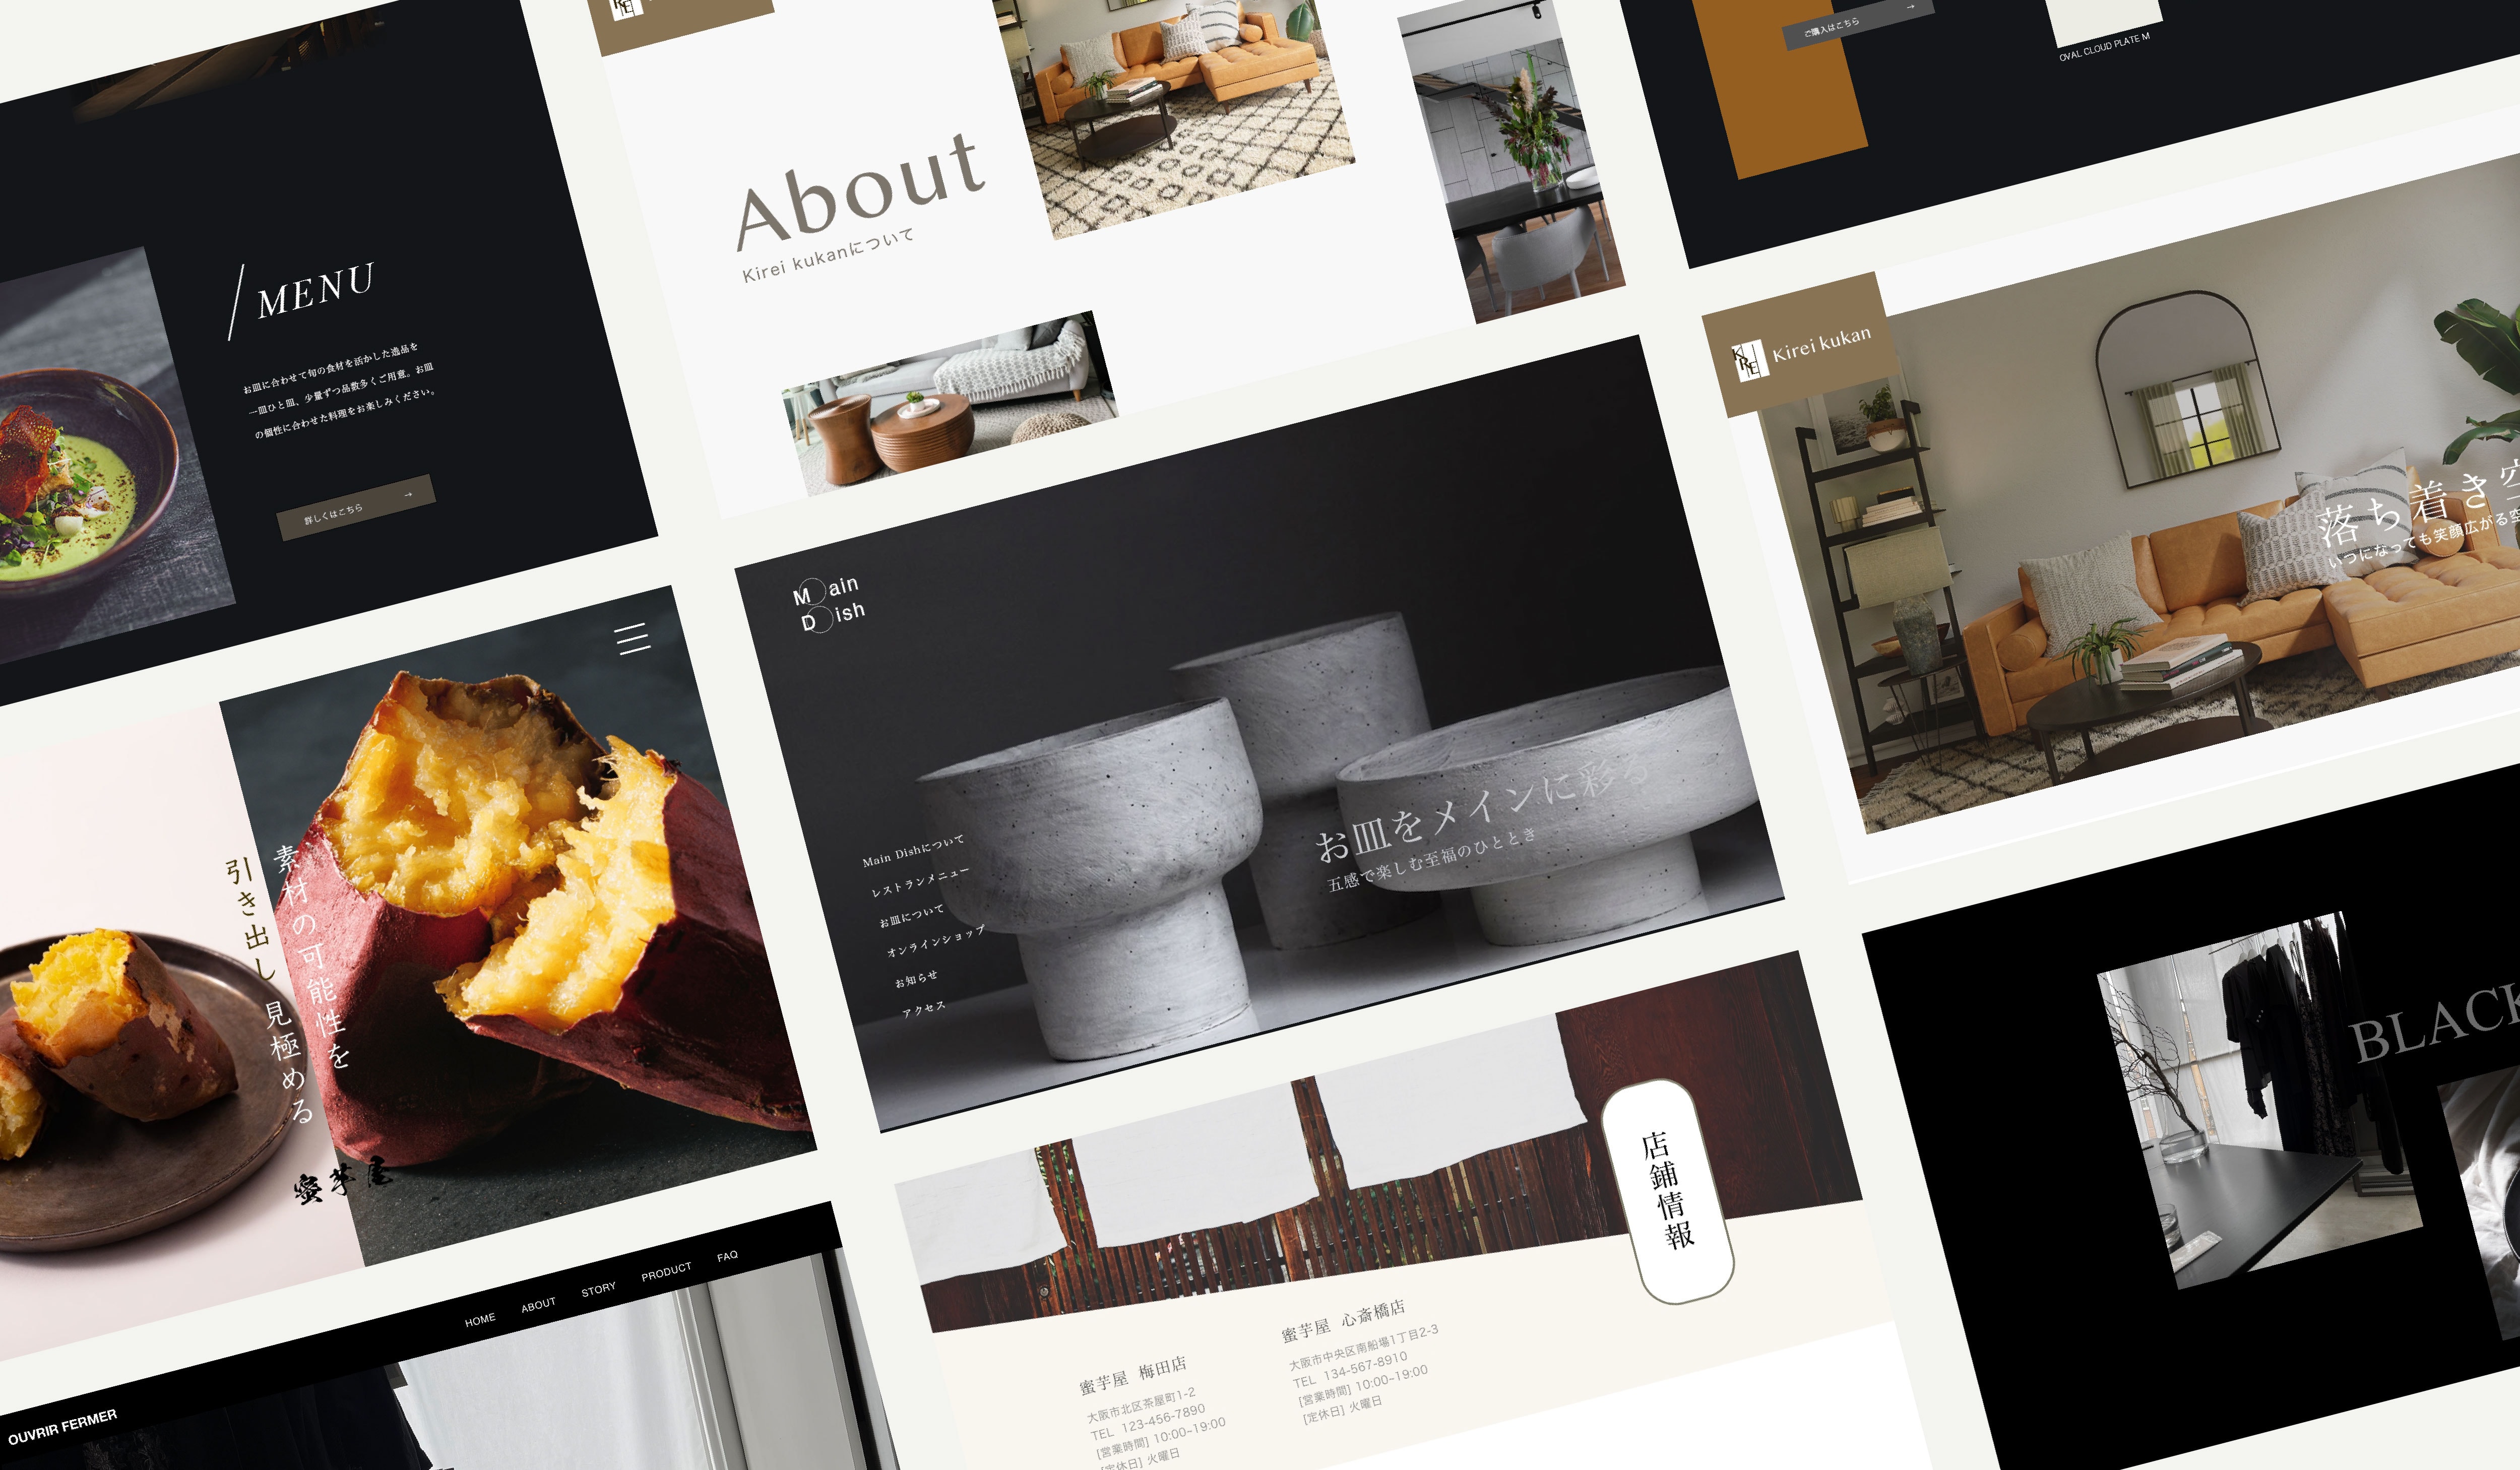 MENU
お皿に合わせて旬の食材を活かした逸品を
一皿ひと皿、少量ずつ品数多くご用意。お皿
の個性に合わせた料理をお楽しみください。
詳しくはこちら →
About
Kirei kukanについて
ご購入はこちら →
OVAL CLOUD PLATE M
KIRE
Kirei kukan
落ち着き空
いつになっても笑顔広がる空
素材の可能性を
引き出し 見極める
蜜芋屋
Main
Dish
Main Dishについて
レストランメニュー
お皿について
オンラインショップ
お知らせ
アクセス
お皿をメインに彩る
五感で楽しむ至福のひととき
BLACK
店鋪情報
蜜芋屋 梅田店
大阪市北区茶屋町1-2
TEL 123-456-7890
[営業時間] 10:00~19:00
[定休日] 火曜日
蜜芋屋 心斎橋店
大阪市中央区南船場1丁目2-3
TEL 134-567-8910
[営業時間] 10:00~19:00
[定休日] 火曜日
OUVRIR FERMER
HOME ABOUT STORY PRODUCT FAQ